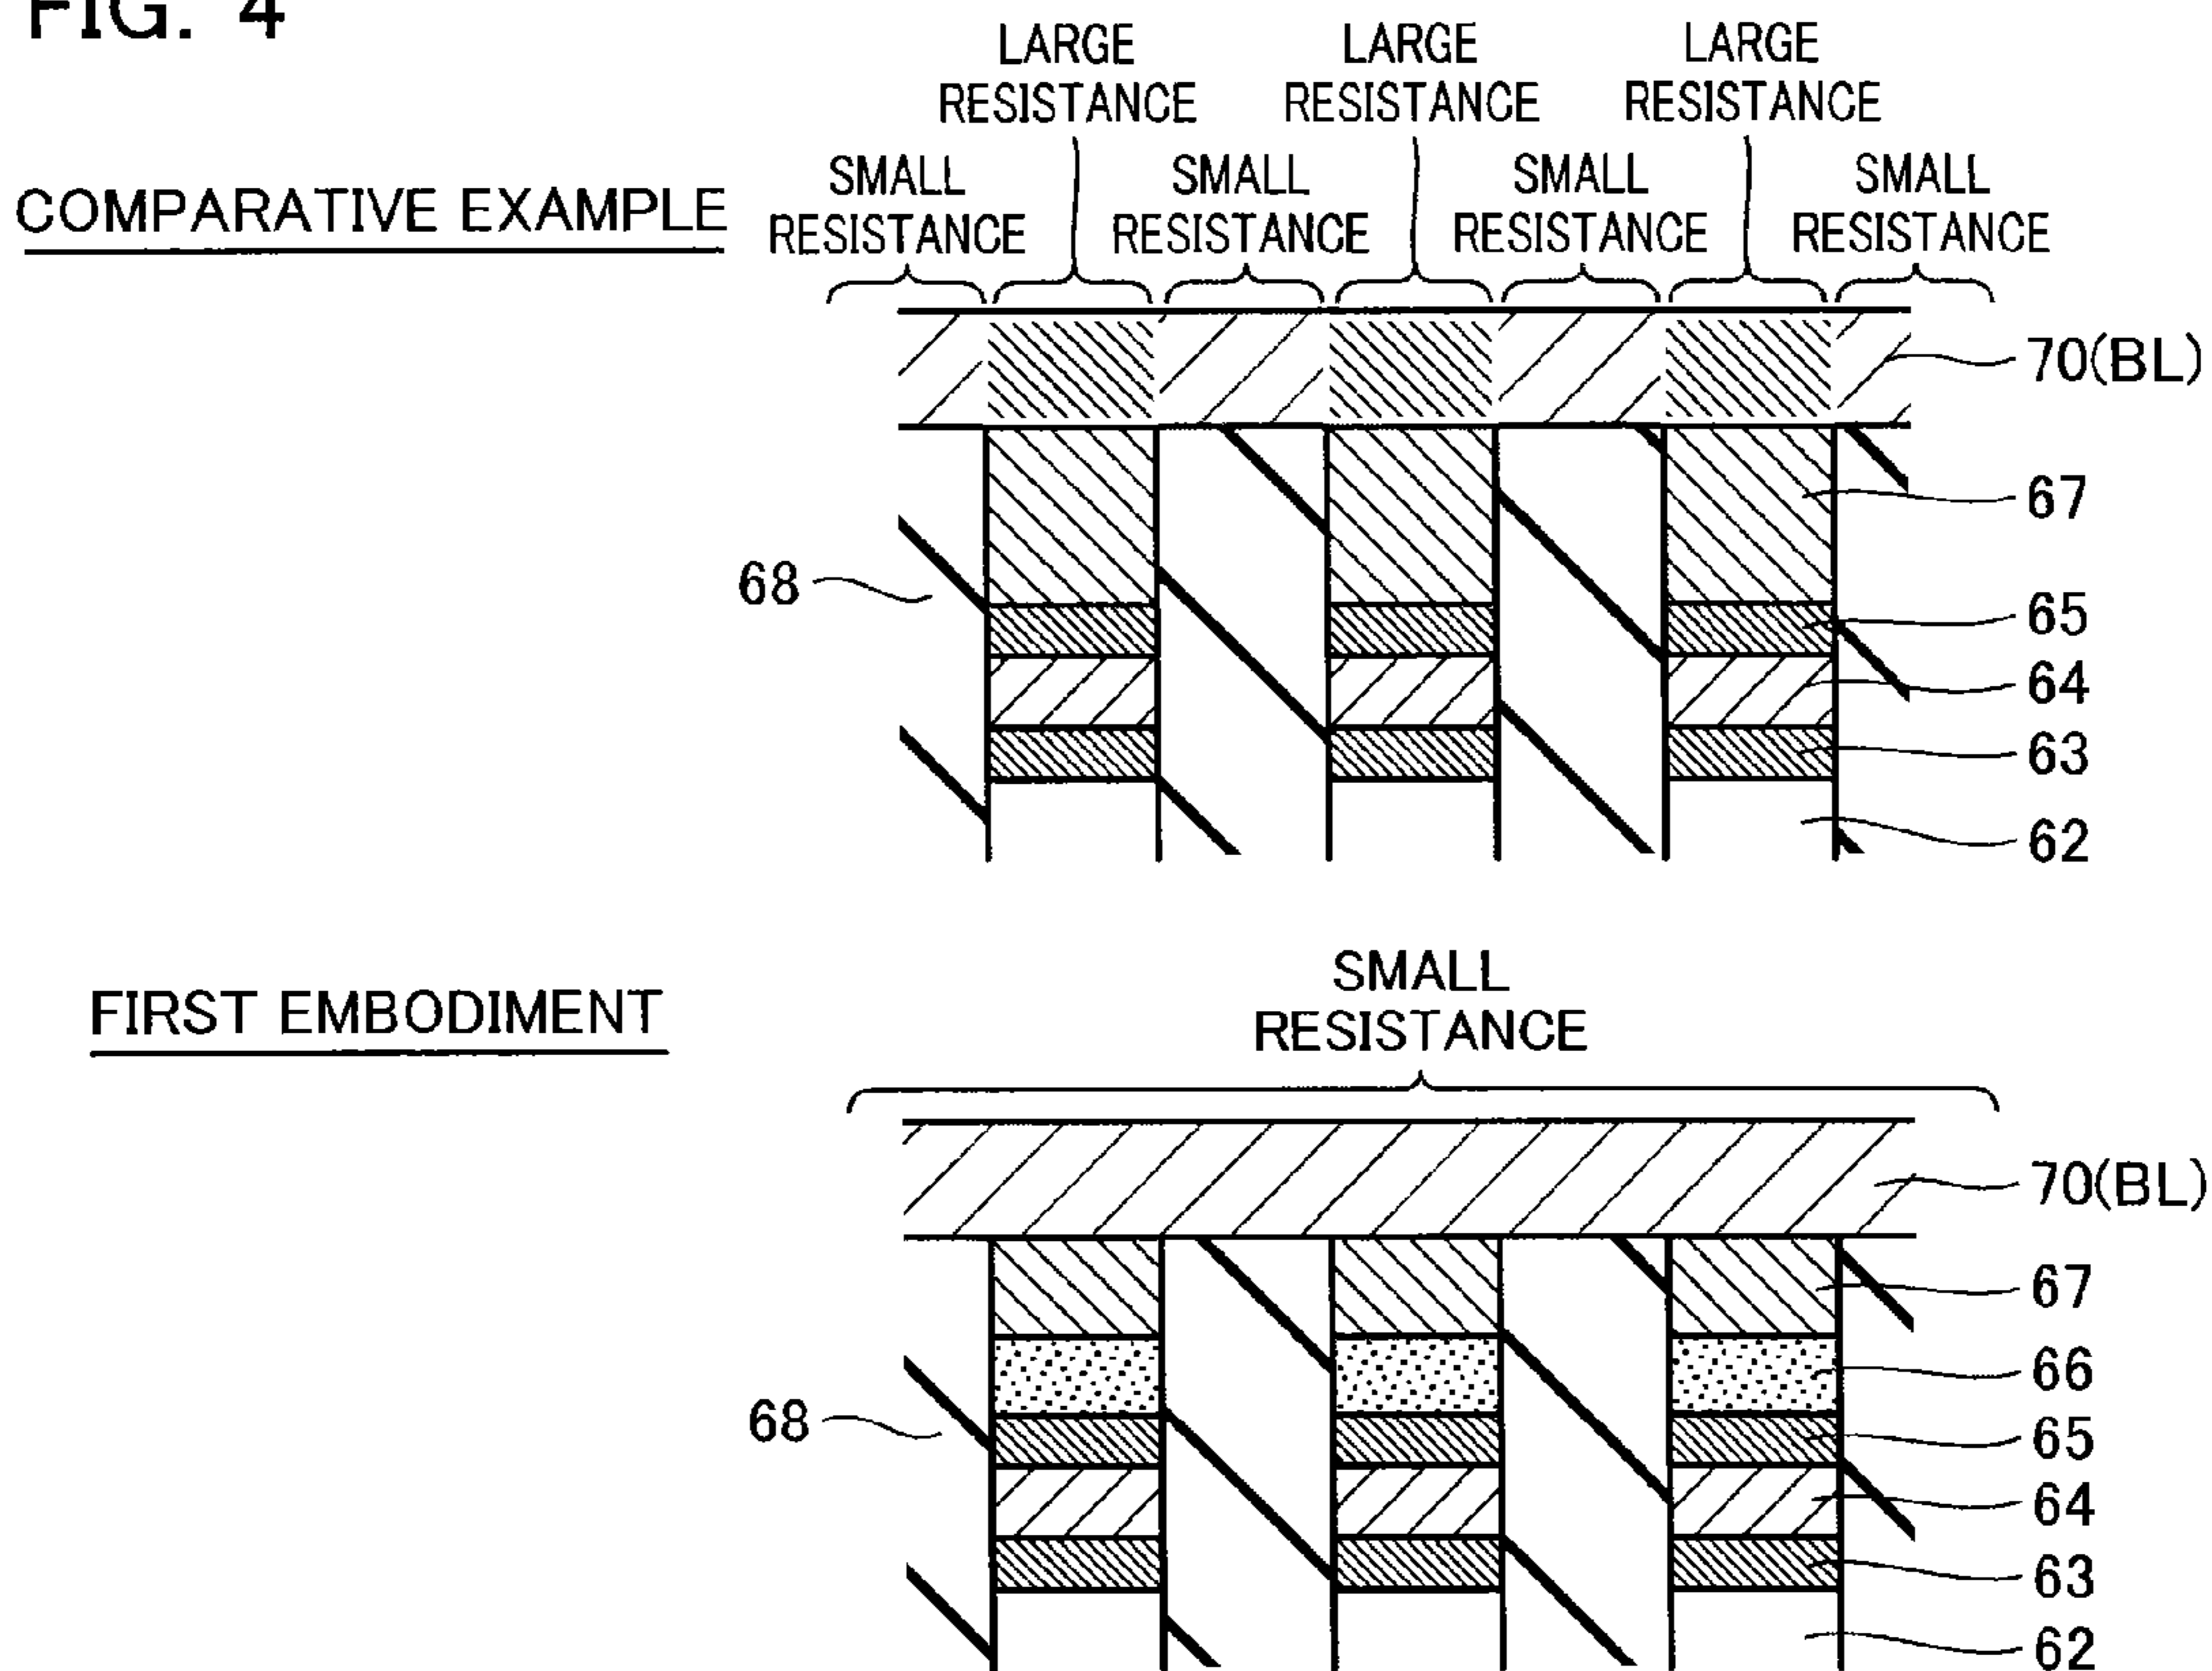 FIG. 4
LARGE
RESISTANCE
LARGE
RESISTANCE
LARGE
RESISTANCE
COMPARATIVE EXAMPLE
SMALL
RESISTANCE
SMALL
RESISTANCE
SMALL
RESISTANCE
SMALL
RESISTANCE
70(BL)
67
68
65
64
63
62
FIRST EMBODIMENT
SMALL
RESISTANCE
70(BL)
67
66
68
65
64
63
62